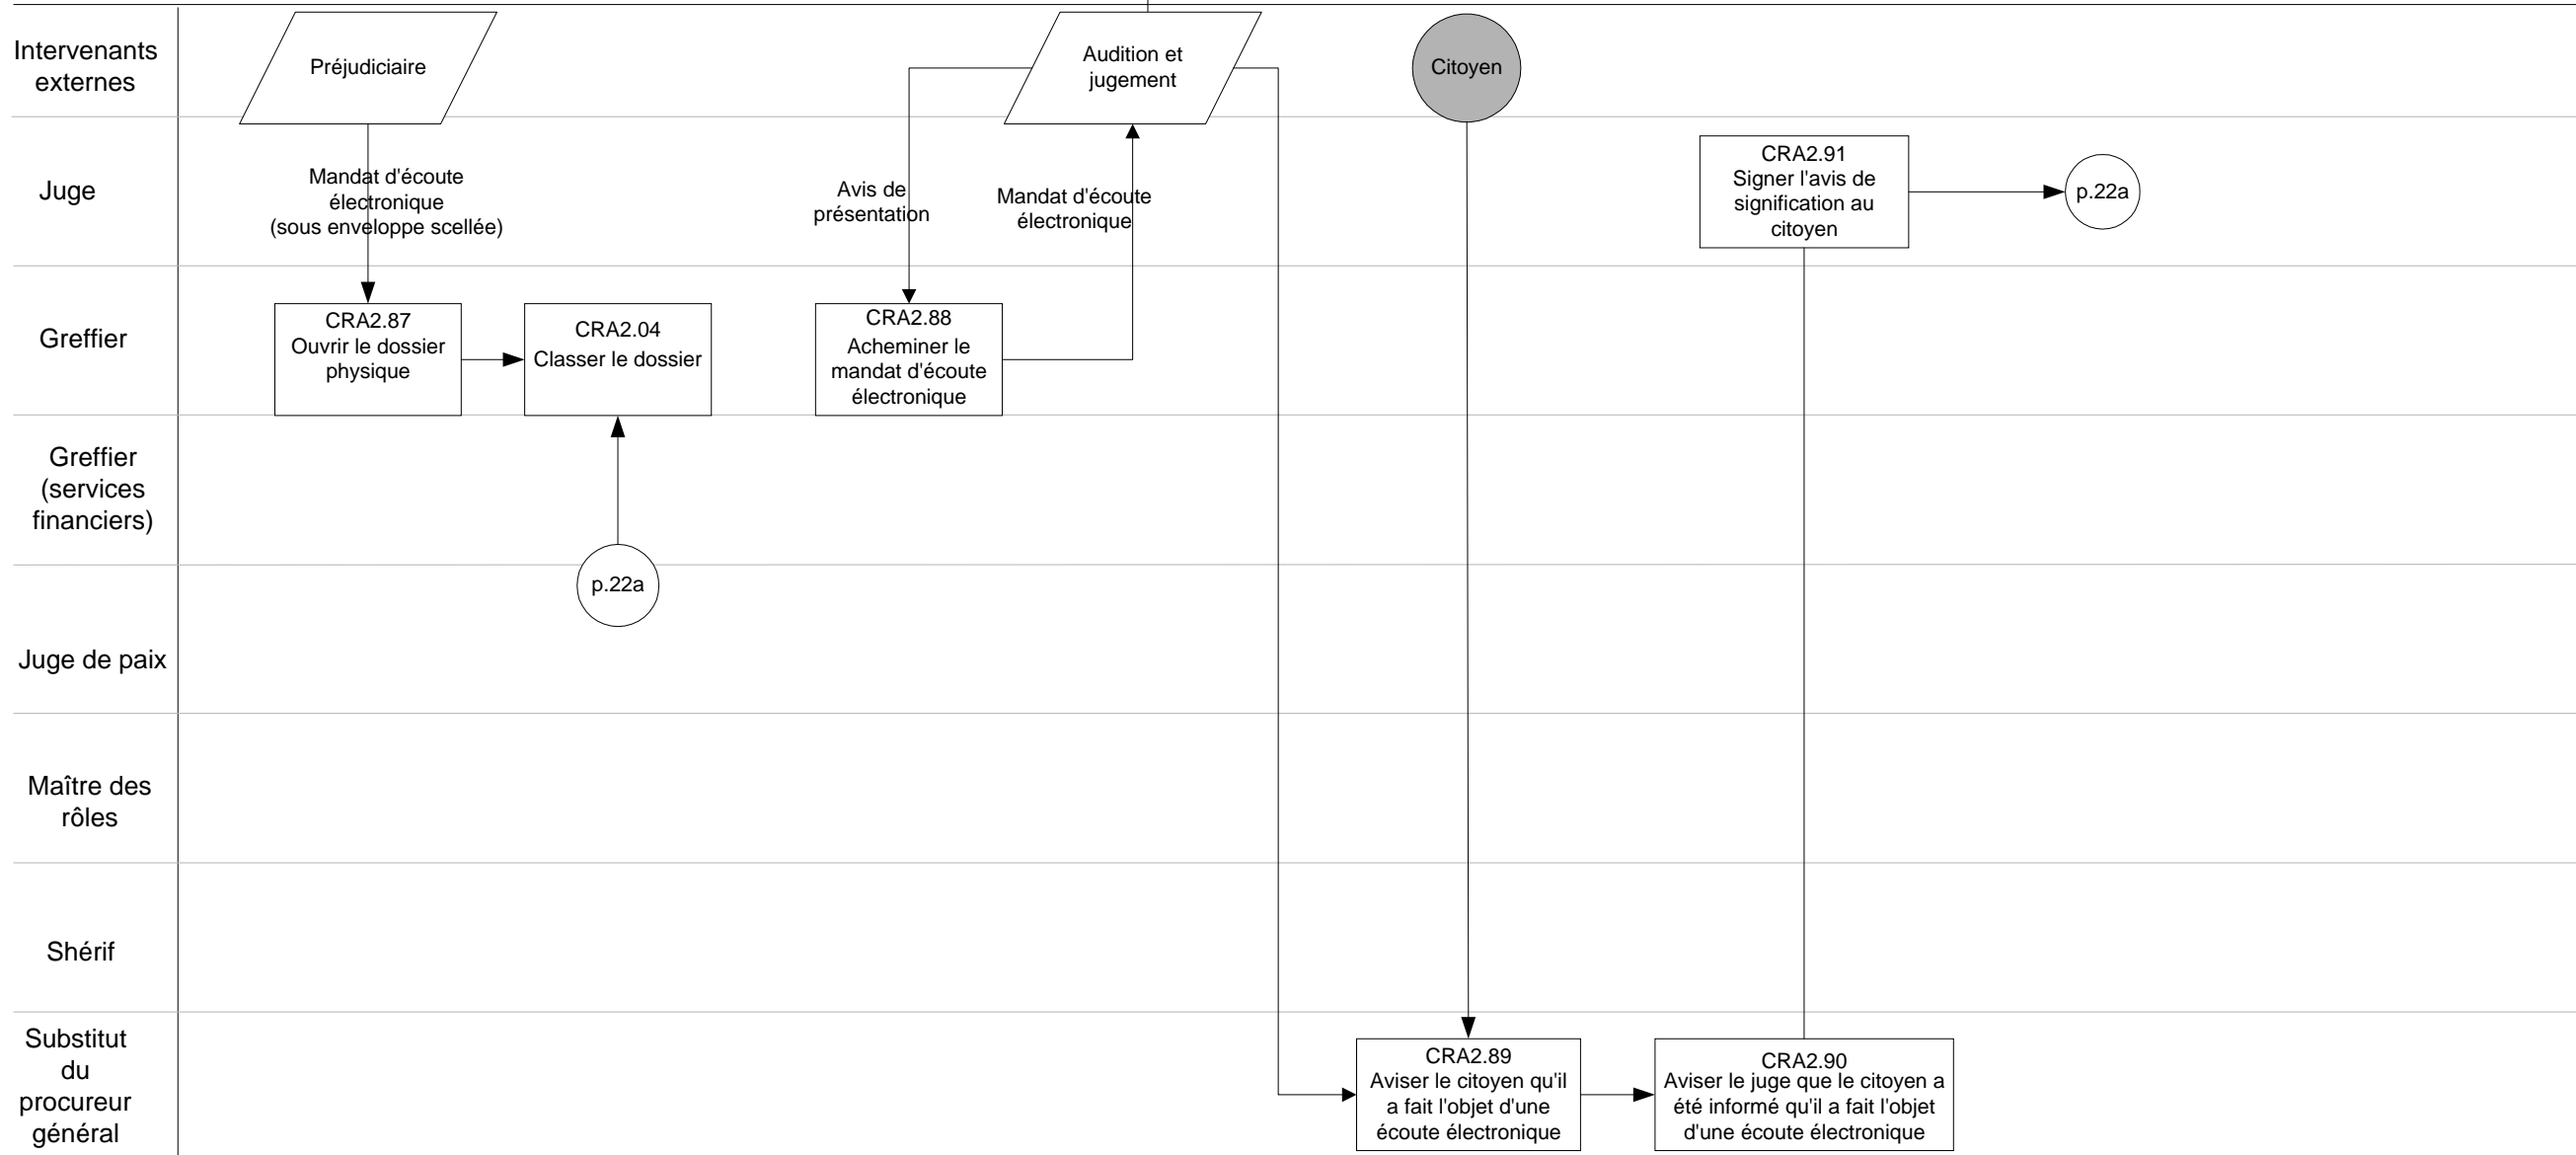 Intervenants
externes
Préjudiciaire
Audition et
jugement
Citoyen
Juge
Mandat d'écoute
électronique
(sous enveloppe scellée)
Avis de
présentation
Mandat d'écoute
électronique
CRA2.91
Signer l'avis de
signification au
citoyen
p.22a
Greffier
CRA2.87
Ouvrir le dossier
physique
CRA2.04
Classer le dossier
CRA2.88
Acheminer le
mandat d'écoute
électronique
Greffier
(services
financiers)
p.22a
Juge de paix
Maître des
rôles
Shérif
Substitut
du
procureur
général
CRA2.89
Aviser le citoyen qu'il
a fait l'objet d'une
écoute électronique
CRA2.90
Aviser le juge que le citoyen a
été informé qu'il a fait l'objet
d'une écoute électronique